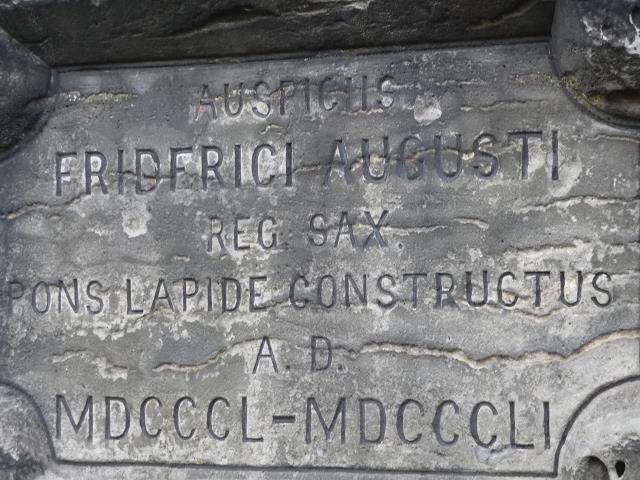 AUSPICIIS
FRIDERICI AUGUSTI
REG. SAX.
PONS LAPIDE CONSTRUCTUS
A. D.
MDCCCL-MDCCCLI